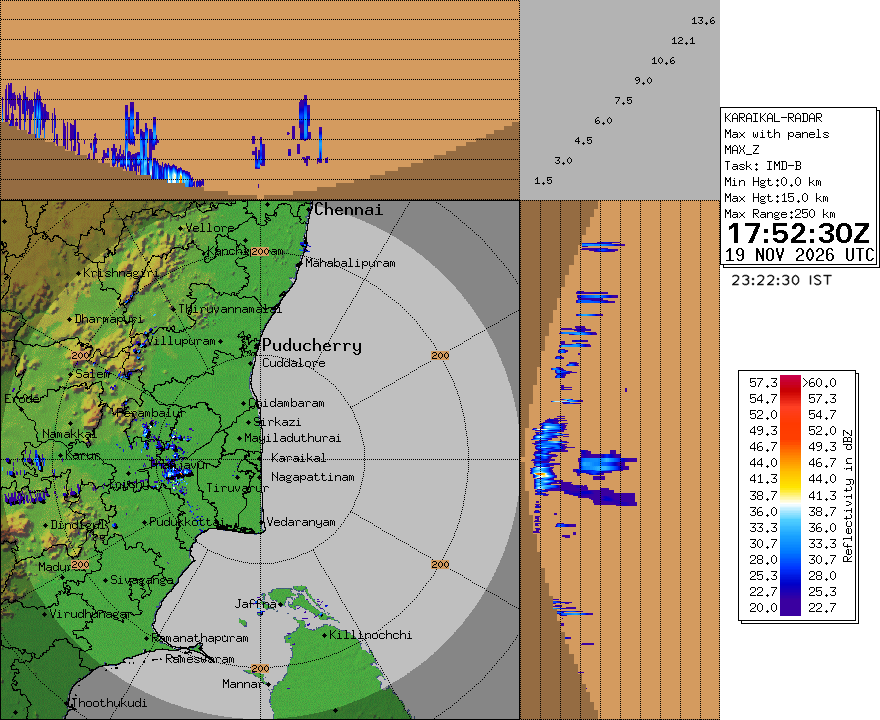 13.6
12.1
10.6
9.0
7.5
6.0
4.5
3.0
1.5
KARAIKAL-RADAR
Max with panels
MAX_Z
Task: IMD-B
Min Hgt:0.0 km
Max Hgt:15.0 km
Max Range:250 km
17:52:30Z
19 NOV 2026 UTC
23:22:30 IST
Chennai
Vellore
200
Mahabalipuram
Krishnagiri
Thiruvannamalai
Dharmapuri
Villupuram
Puducherry
200
200
Cuddalore
Salem
Chidambaram
Perambalur
Sirkazi
Namakkal
Mayiladuthurai
Karur
Karaikal
Nagapattinam
Tiruvarur
Pudukkottai
Vedaranyam
Dindigul
200
200
Madurai
Sivaganga
Jaffna
Virudhunagar
Killinochchi
Ramanathapuram
Rameswaram
200
Mannar
Thoothukudi
57.3 >60.0
54.7 57.3
52.0 54.7
49.3 52.0
46.7 49.3
44.0 46.7
41.3 44.0
38.7 41.3
36.0 38.7
33.3 36.0
30.7 33.3
28.0 30.7
25.3 28.0
22.7 25.3
20.0 22.7
Reflectivity in dBZ